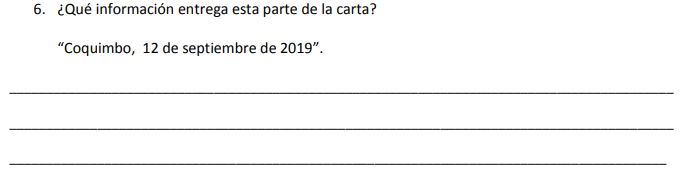 6. ¿Qué información entrega esta parte de la carta?
“Coquimbo, 12 de septiembre de 2019”.